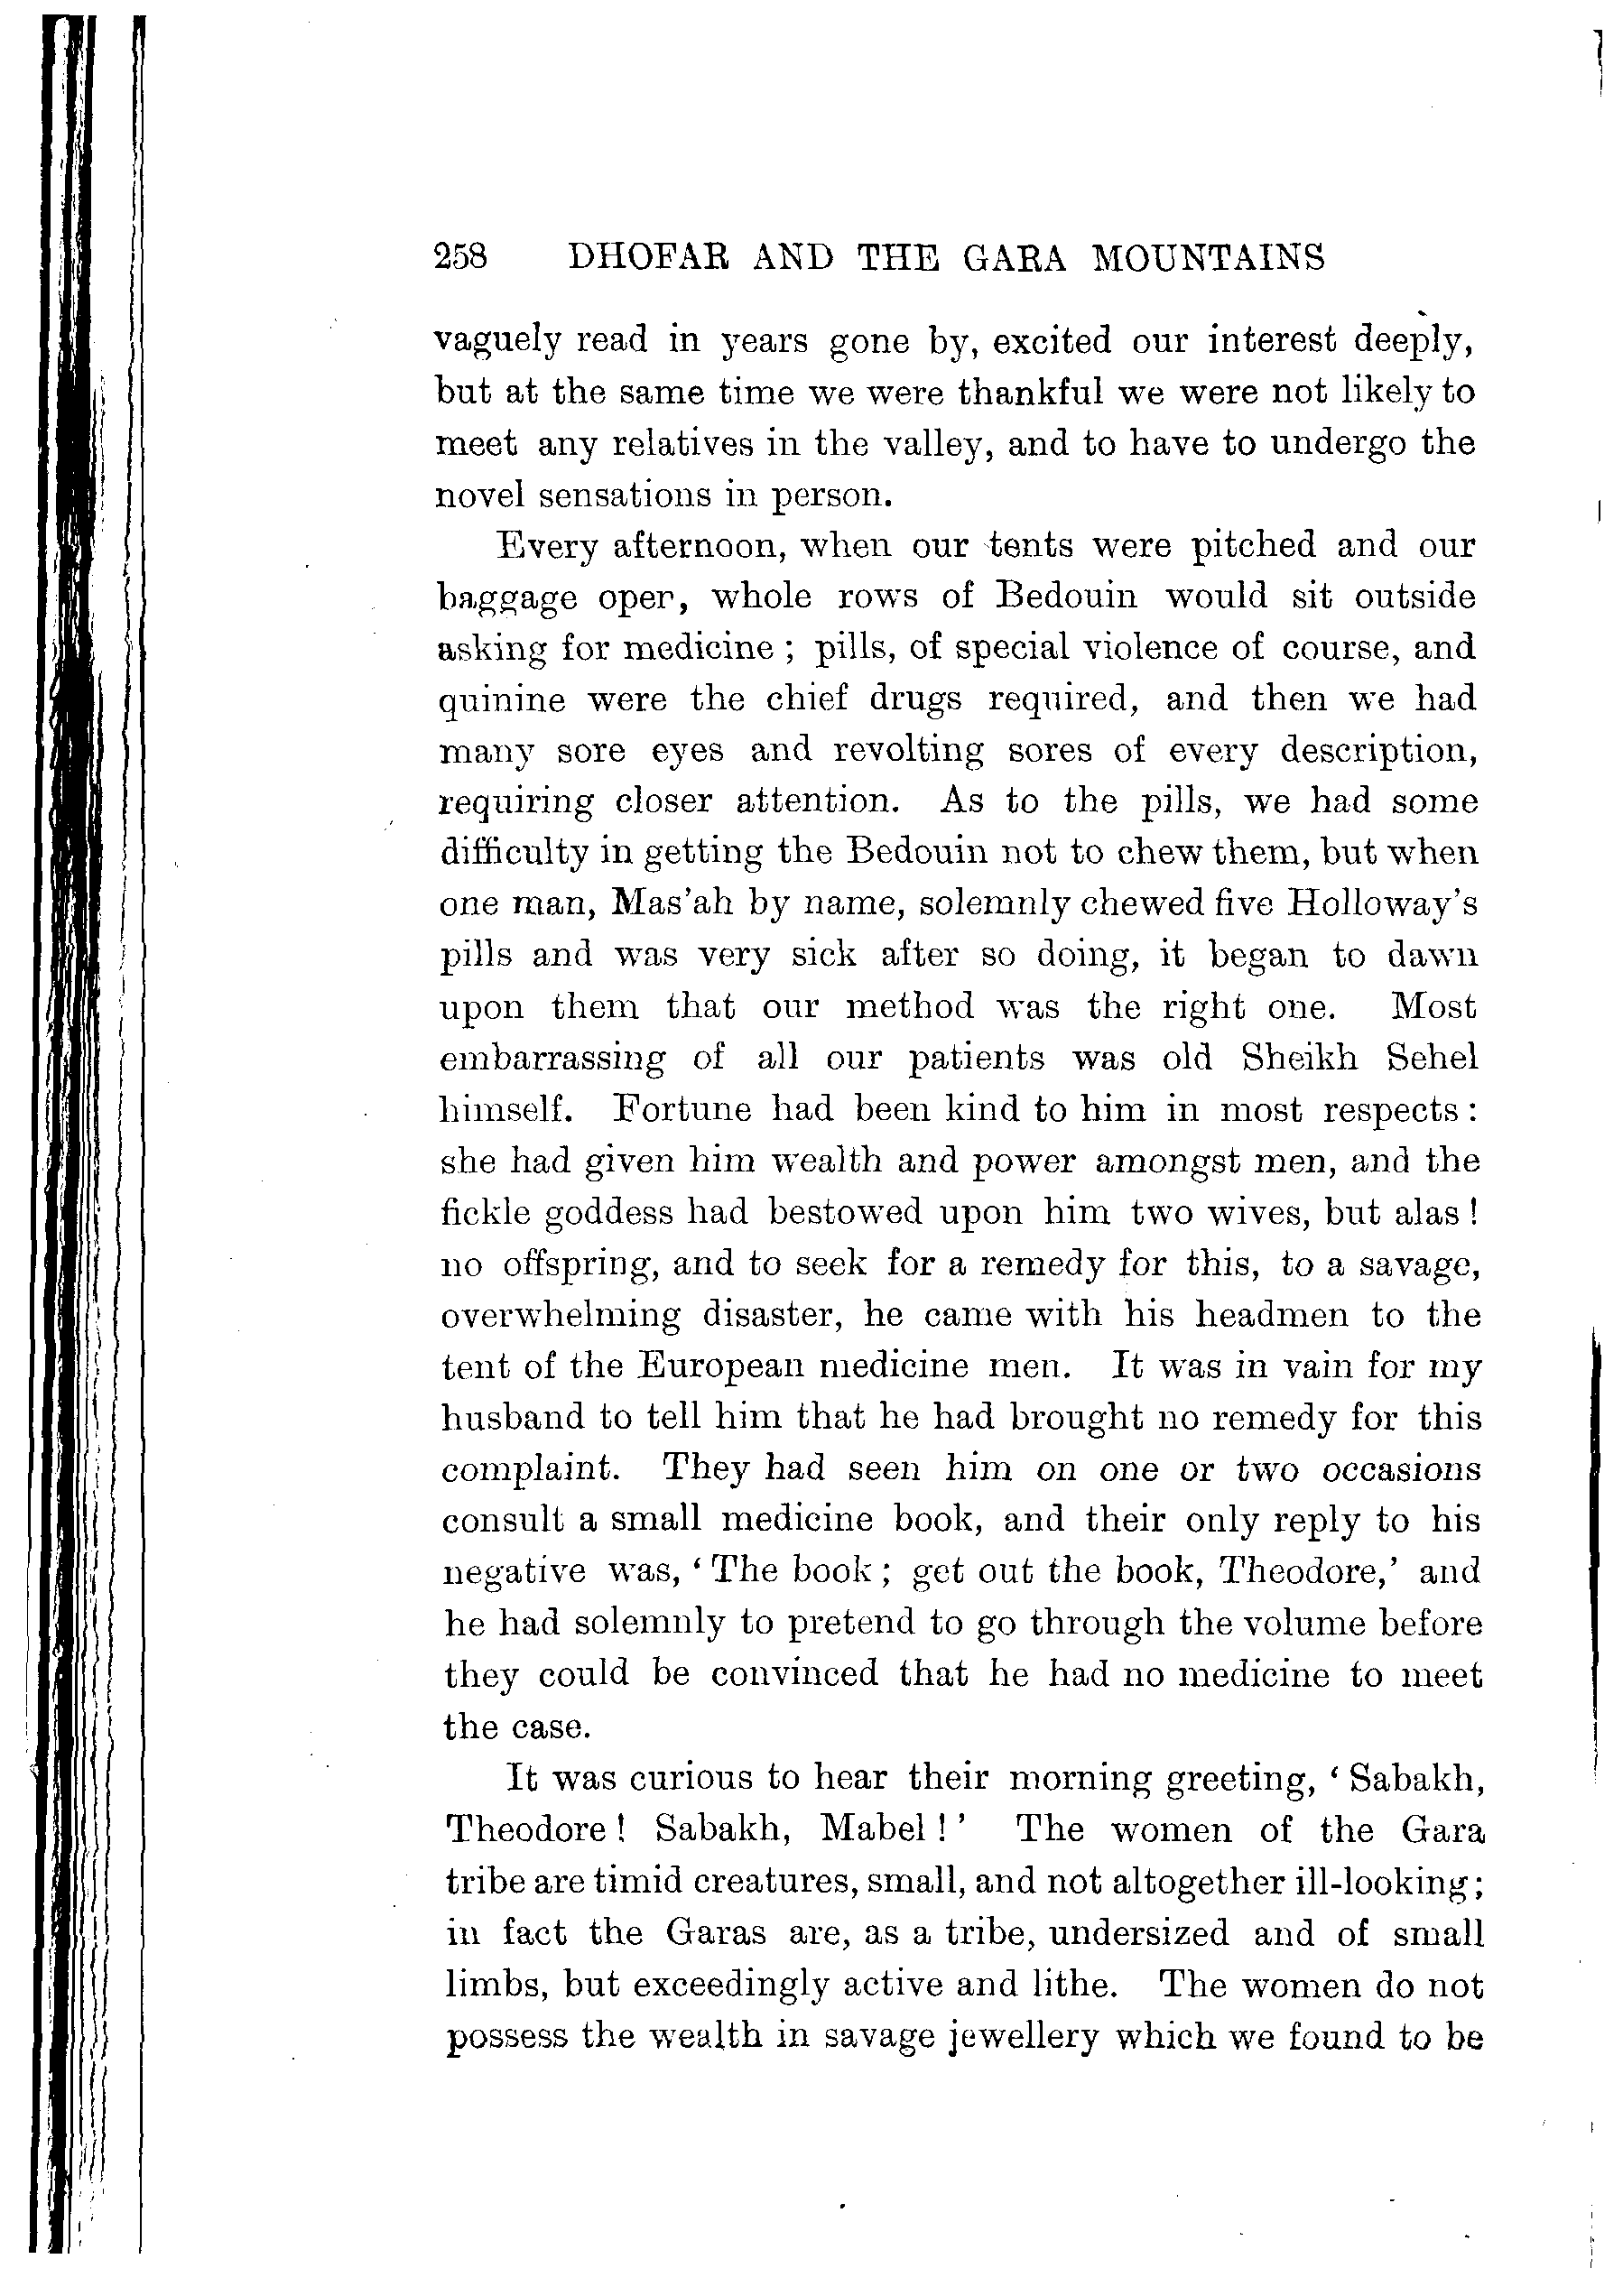 258 DHOFAR AND THE GARA MOUNTAINS
vaguely read in years gone by, excited our interest deeply,
but at the same time we were thankful we were not likely to
meet any relatives in the valley, and to have to undergo the
novel sensations in person.
Every afternoon, when our tents were pitched and our
baggage oper, whole rows of Bedouin would sit outside
asking for medicine ; pills, of special violence of course, and
quinine were the chief drugs required, and then we had
many sore eyes and revolting sores of every description,
requiring closer attention. As to the pills, we had some
difficulty in getting the Bedouin not to chew them, but when
one man, Mas'ah by name, solemnly chewed five Holloway's
pills and was very sick after so doing, it began to dawn
upon them that our method was the right one. Most
embarrassing of all our patients was old Sheikh Sehel
himself. Fortune had been kind to him in most respects :
she had given him wealth and power amongst men, and the
fickle goddess had bestowed upon him two wives, but alas !
no offspring, and to seek for a remedy for this, to a savage,
overwhelming disaster, he came with his headmen to the
tent of the European medicine men. It was in vain for my
husband to tell him that he had brought no remedy for this
complaint. They had seen him on one or two occasions
consult a small medicine book, and their only reply to his
negative was, ‘ The book ; get out the book, Theodore,’ and
he had solemnly to pretend to go through the volume before
they could be convinced that he had no medicine to meet
the case.
It was curious to hear their morning greeting, ‘ Sabakh,
Theodore ! Sabakh, Mabel ! ’ The women of the Gara
tribe are timid creatures, small, and not altogether ill-looking ;
in fact the Garas are, as a tribe, undersized and of small
limbs, but exceedingly active and lithe. The women do not
possess the wealth in savage jewellery which we found to be